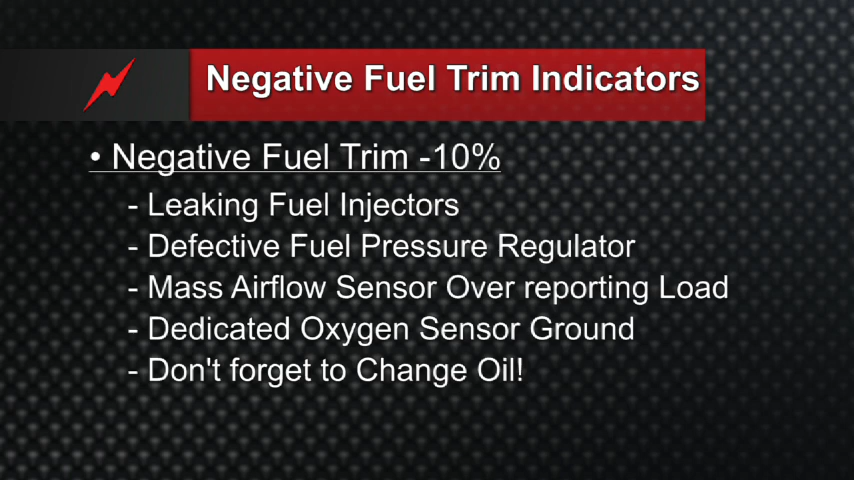 Negative Fuel Trim Indicators
• Negative Fuel Trim -10%
- Leaking Fuel Injectors
- Defective Fuel Pressure Regulator
- Mass Airflow Sensor Over reporting Load
- Dedicated Oxygen Sensor Ground
- Don't forget to Change Oil!